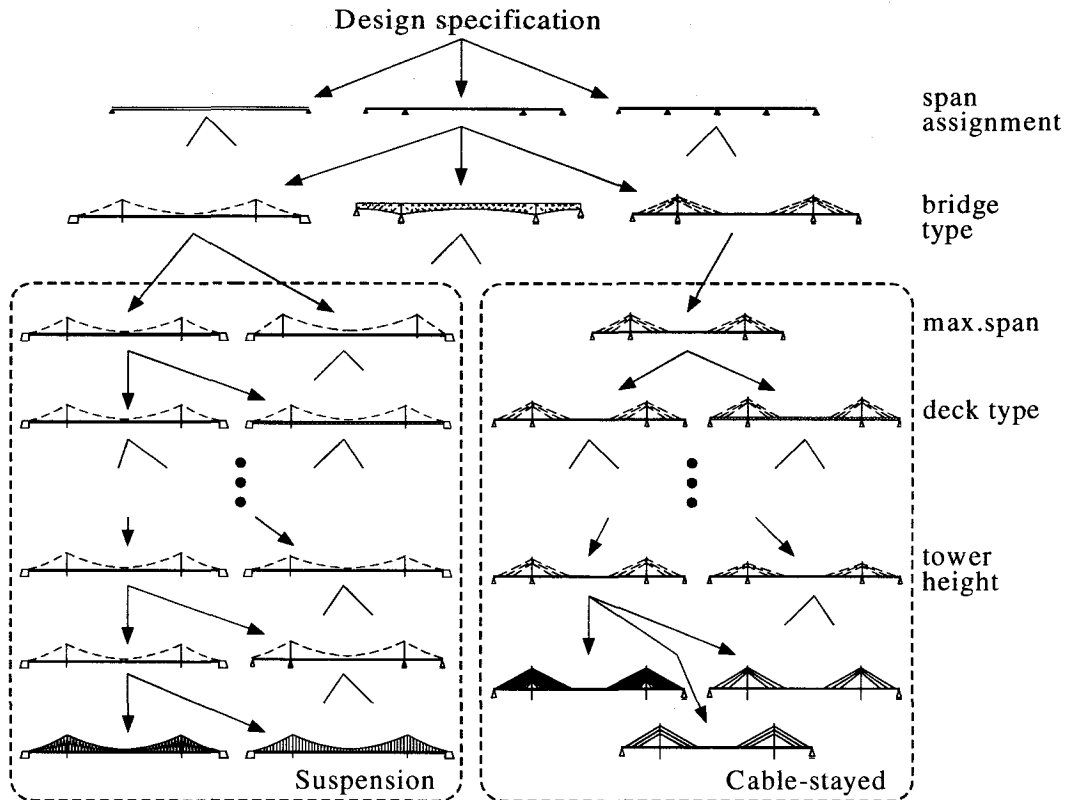 Design specification
span
assignment
bridge
type
max.span
deck type
tower
height
Suspension
Cable-stayed